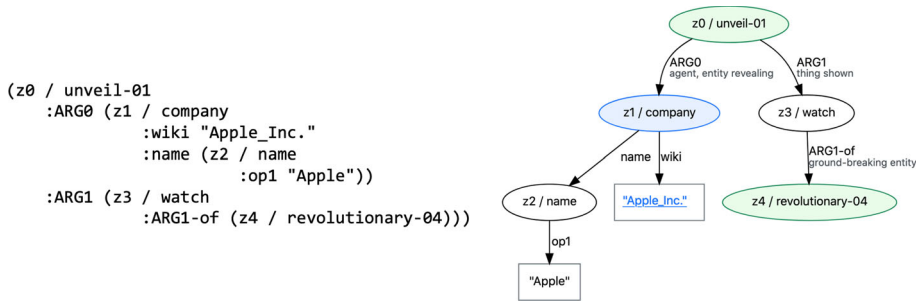 (z0 / unveil-01
:ARG0 (z1 / company
:wiki "Apple_Inc."
:name (z2 / name
:op1 "Apple"))
:ARG1 (z3 / watch
:ARG1-of (z4 / revolutionary-04)))
z0 / unveil-01
ARG0
agent, entity revealing
ARG1
thing shown
z1 / company
z3 / watch
name
wiki
ARG1-of
ground-breaking entity
z2 / name
"Apple_Inc."
z4 / revolutionary-04
op1
"Apple"